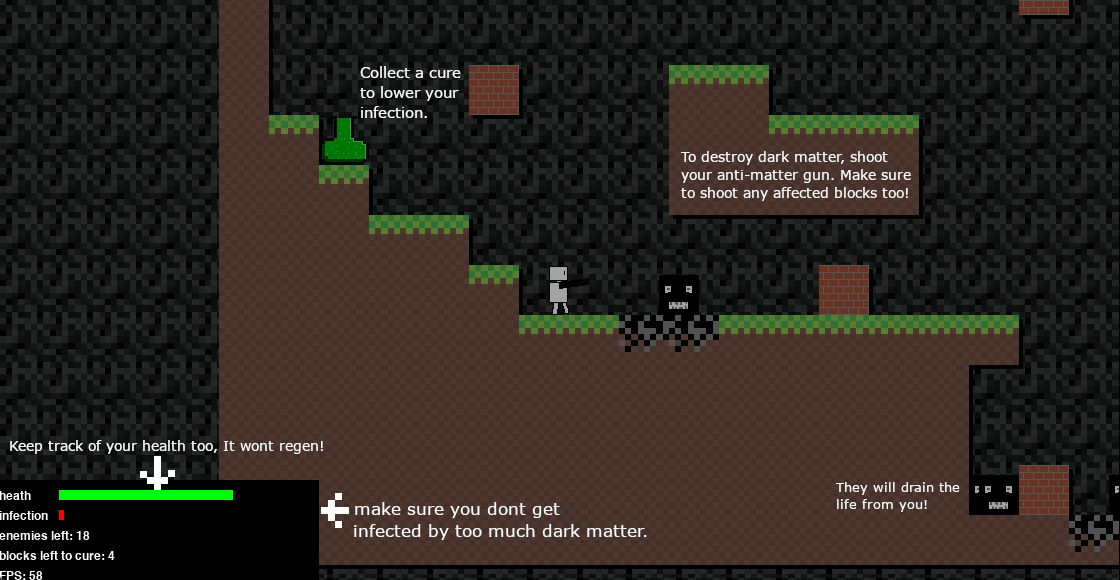 Collect a cure
to lower your
infection.
To destroy dark matter, shoot
your anti-matter gun. Make sure
to shoot any affected blocks too!
Keep track of your health too, It wont regen!
They will drain the
life from you!
make sure you dont get
infected by too much dark matter.
heath
infection
enemies left: 18
blocks left to cure: 4
FPS: 58